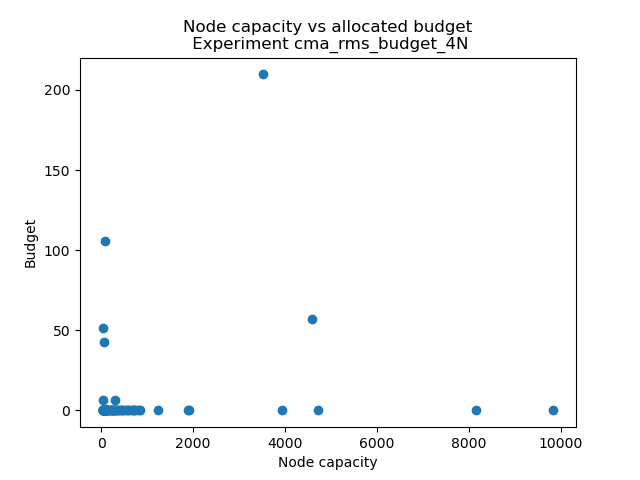 Node capacity vs allocated budget
Experiment cma_rms_budget_4N
200
150
100
50
0
Budget
0 2000 4000 6000 8000 10000
Node capacity